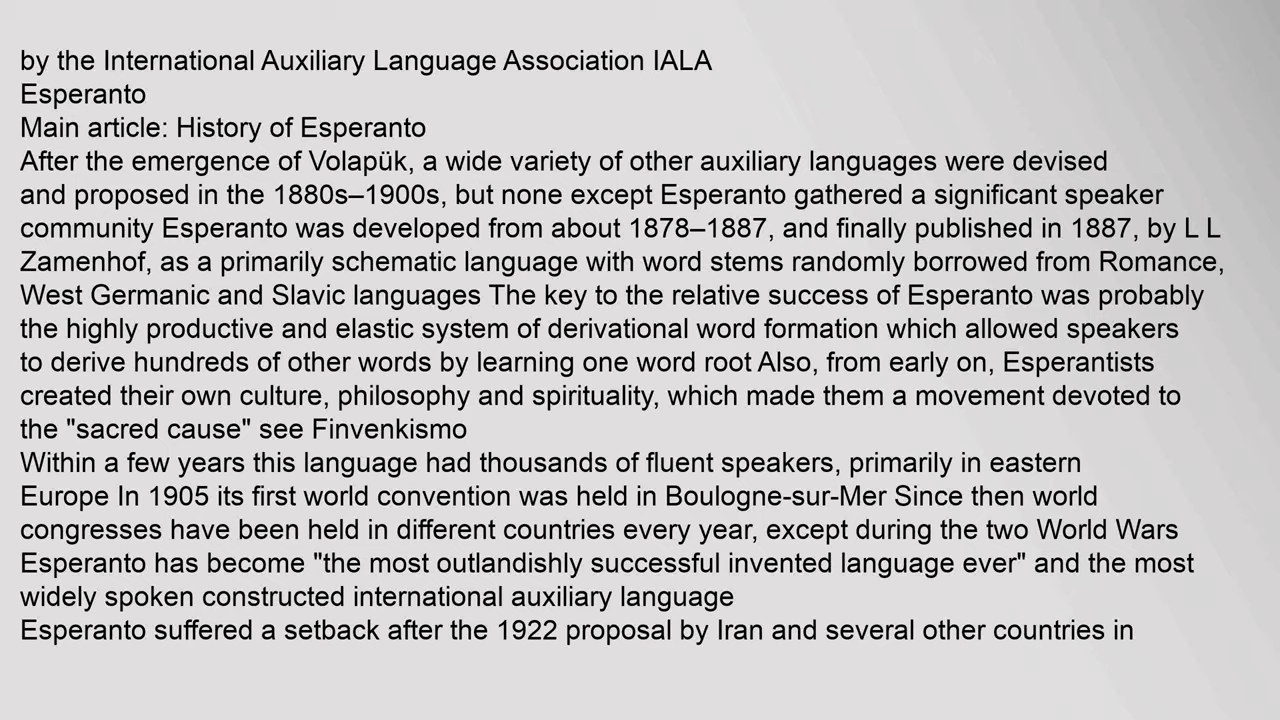 by the International Auxiliary Language Association IALA
Esperanto
Main article: History of Esperanto
After the emergence of Volapük, a wide variety of other auxiliary languages were devised
and proposed in the 1880s–1900s, but none except Esperanto gathered a significant speaker
community Esperanto was developed from about 1878–1887, and finally published in 1887, by L L
Zamenhof, as a primarily schematic language with word stems randomly borrowed from Romance,
West Germanic and Slavic languages The key to the relative success of Esperanto was probably
the highly productive and elastic system of derivational word formation which allowed speakers
to derive hundreds of other words by learning one word root Also, from early on, Esperantists
created their own culture, philosophy and spirituality, which made them a movement devoted to
the "sacred cause" see Finvenkismo
Within a few years this language had thousands of fluent speakers, primarily in eastern
Europe In 1905 its first world convention was held in Boulogne-sur-Mer Since then world
congresses have been held in different countries every year, except during the two World Wars
Esperanto has become "the most outlandishly successful invented language ever" and the most
widely spoken constructed international auxiliary language
Esperanto suffered a setback after the 1922 proposal by Iran and several other countries in